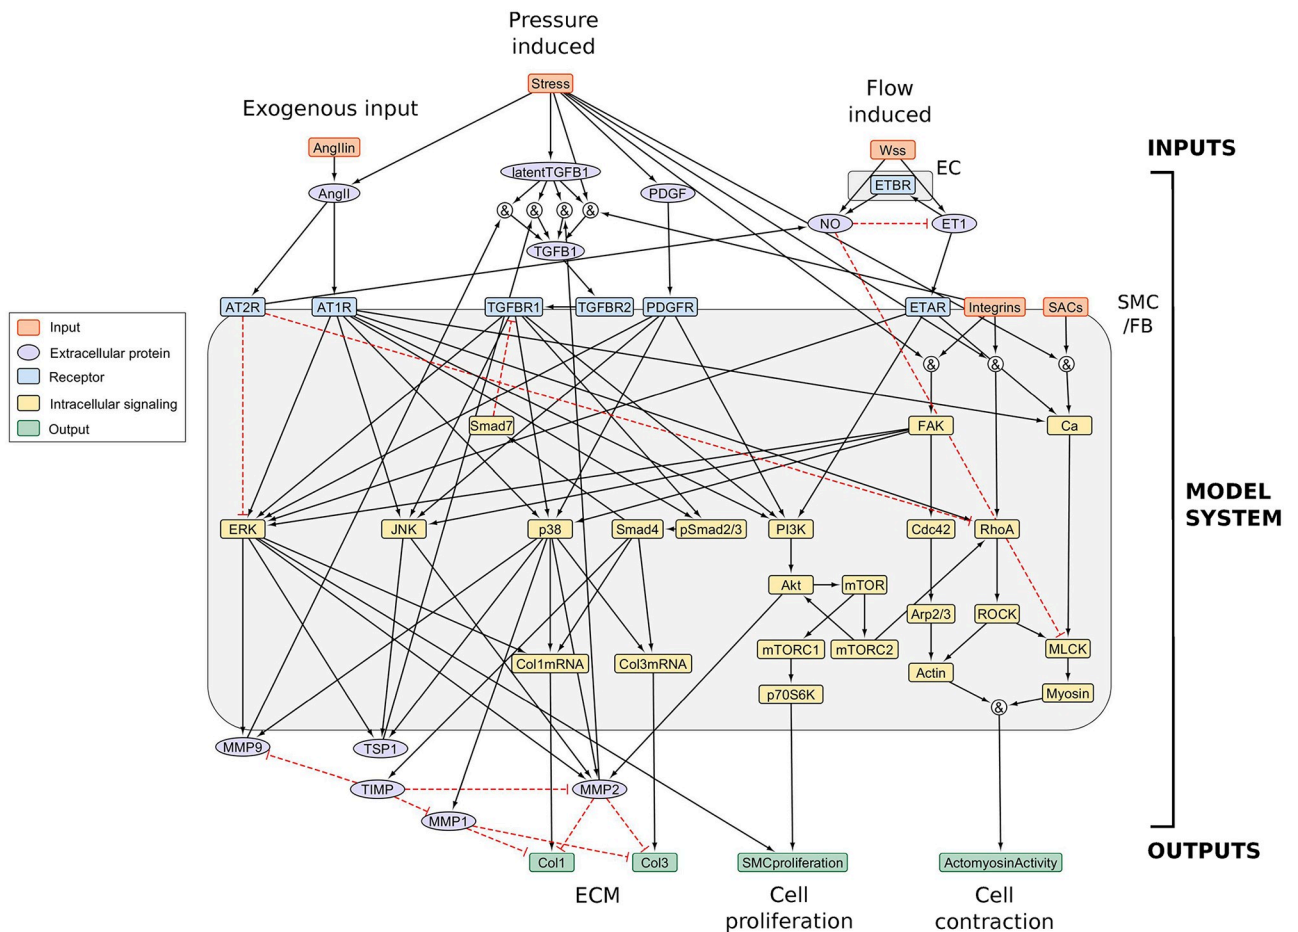 Pressure
induced
Stress
Flow
induced
Exogenous input
AngIIin
Wss
INPUTS
EC
latentTGFB1
ETBR
AngII
PDGF
& & & &
NO
ET1
TGFB1
AT2R
AT1R
TGFBR1
TGFBR2
PDGFR
ETAR
Integrins
SACs
SMC
/FB
Input
Extracellular protein
Receptor
Intracellular signaling
Output
& & &
Smad7
FAK
Ca
MODEL
SYSTEM
ERK
JNK
p38
Smad4
pSmad2/3
PI3K
Cdc42
RhoA
Akt
mTOR
Arp2/3
ROCK
mTORC1
mTORC2
MLCK
Col1mRNA
Col3mRNA
Actin
p70S6K
Myosin
&
MMP9
TSP1
TIMP
MMP2
MMP1
OUTPUTS
Col1
Col3
SMCproliferation
ActomyosinActivity
ECM
Cell
proliferation
Cell
contraction